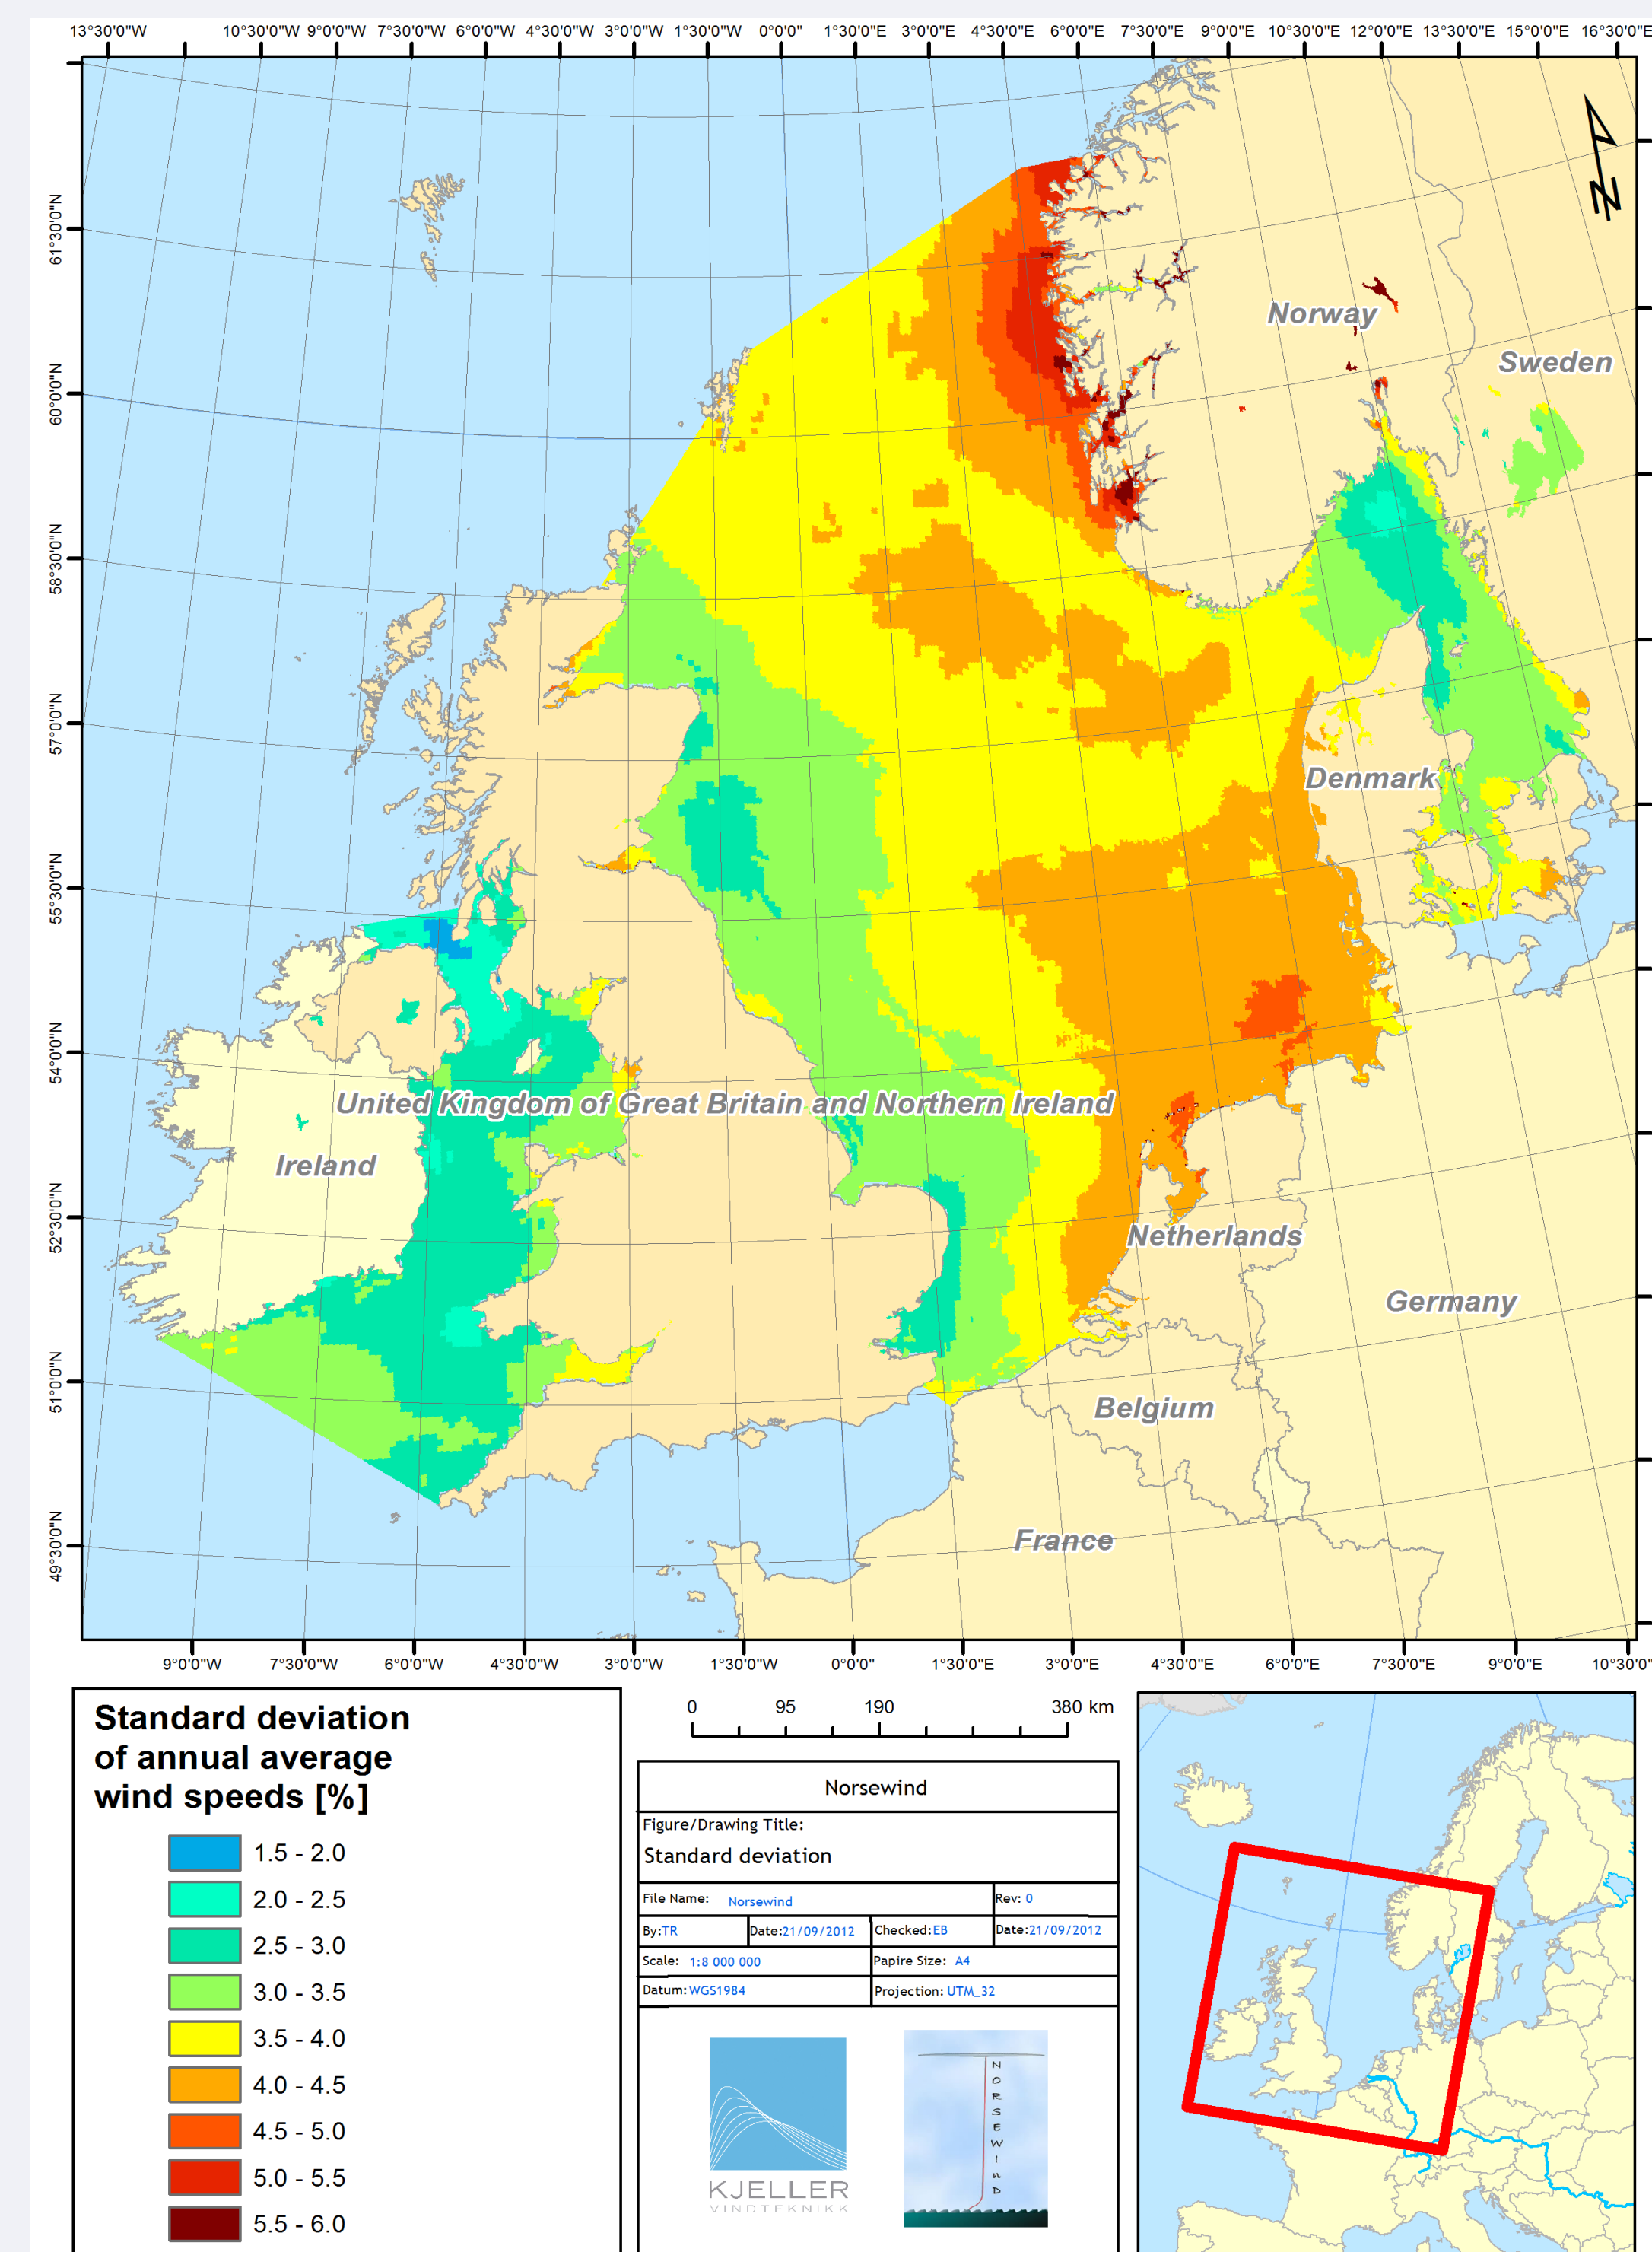 13°30'0"W 10°30'0"W 9°0'0"W 7°30'0"W 6°0'0"W 4°30'0"W 3°0'0"W 1°30'0"W 0°0'0" 1°30'0"E 3°0'0"E 4°30'0"E 6°0'0"E 7°30'0"E 9°0'0"E 10°30'0"E 12°0'0"E 13°30'0"E 15°0'0"E 16°30'0"E
N
61°30'0"N
Norway
Sweden
60°0'0"N
58°30'0"N
57°0'0"N
Denmark
55°30'0"N
54°0'0"N
United Kingdom of Great Britain and Northern Ireland
Ireland
52°30'0"N
Netherlands
Germany
51°0'0"N
Belgium
France
49°30'0"N
9°0'0"W 7°30'0"W 6°0'0"W 4°30'0"W 3°0'0"W 1°30'0"W 0°0'0" 1°30'0"E 3°0'0"E 4°30'0"E 6°0'0"E 7°30'0"E 9°0'0"E 10°30'0"
Standard deviation
of annual average
wind speeds [%]
1.5 - 2.0
2.0 - 2.5
2.5 - 3.0
3.0 - 3.5
3.5 - 4.0
4.0 - 4.5
4.5 - 5.0
5.0 - 5.5
5.5 - 6.0
0 95 190 380 km
Norsewind
Figure/Drawing Title:
Standard deviation
File Name: Norsewind Rev: 0
By:TR Date:21/09/2012 Checked:EB Date:21/09/2012
Scale: 1:8 000 000 Papire Size: A4
Datum:WGS1984 Projection: UTM_32
KJELLER
VINDTEKNIKK
NORSEWInD